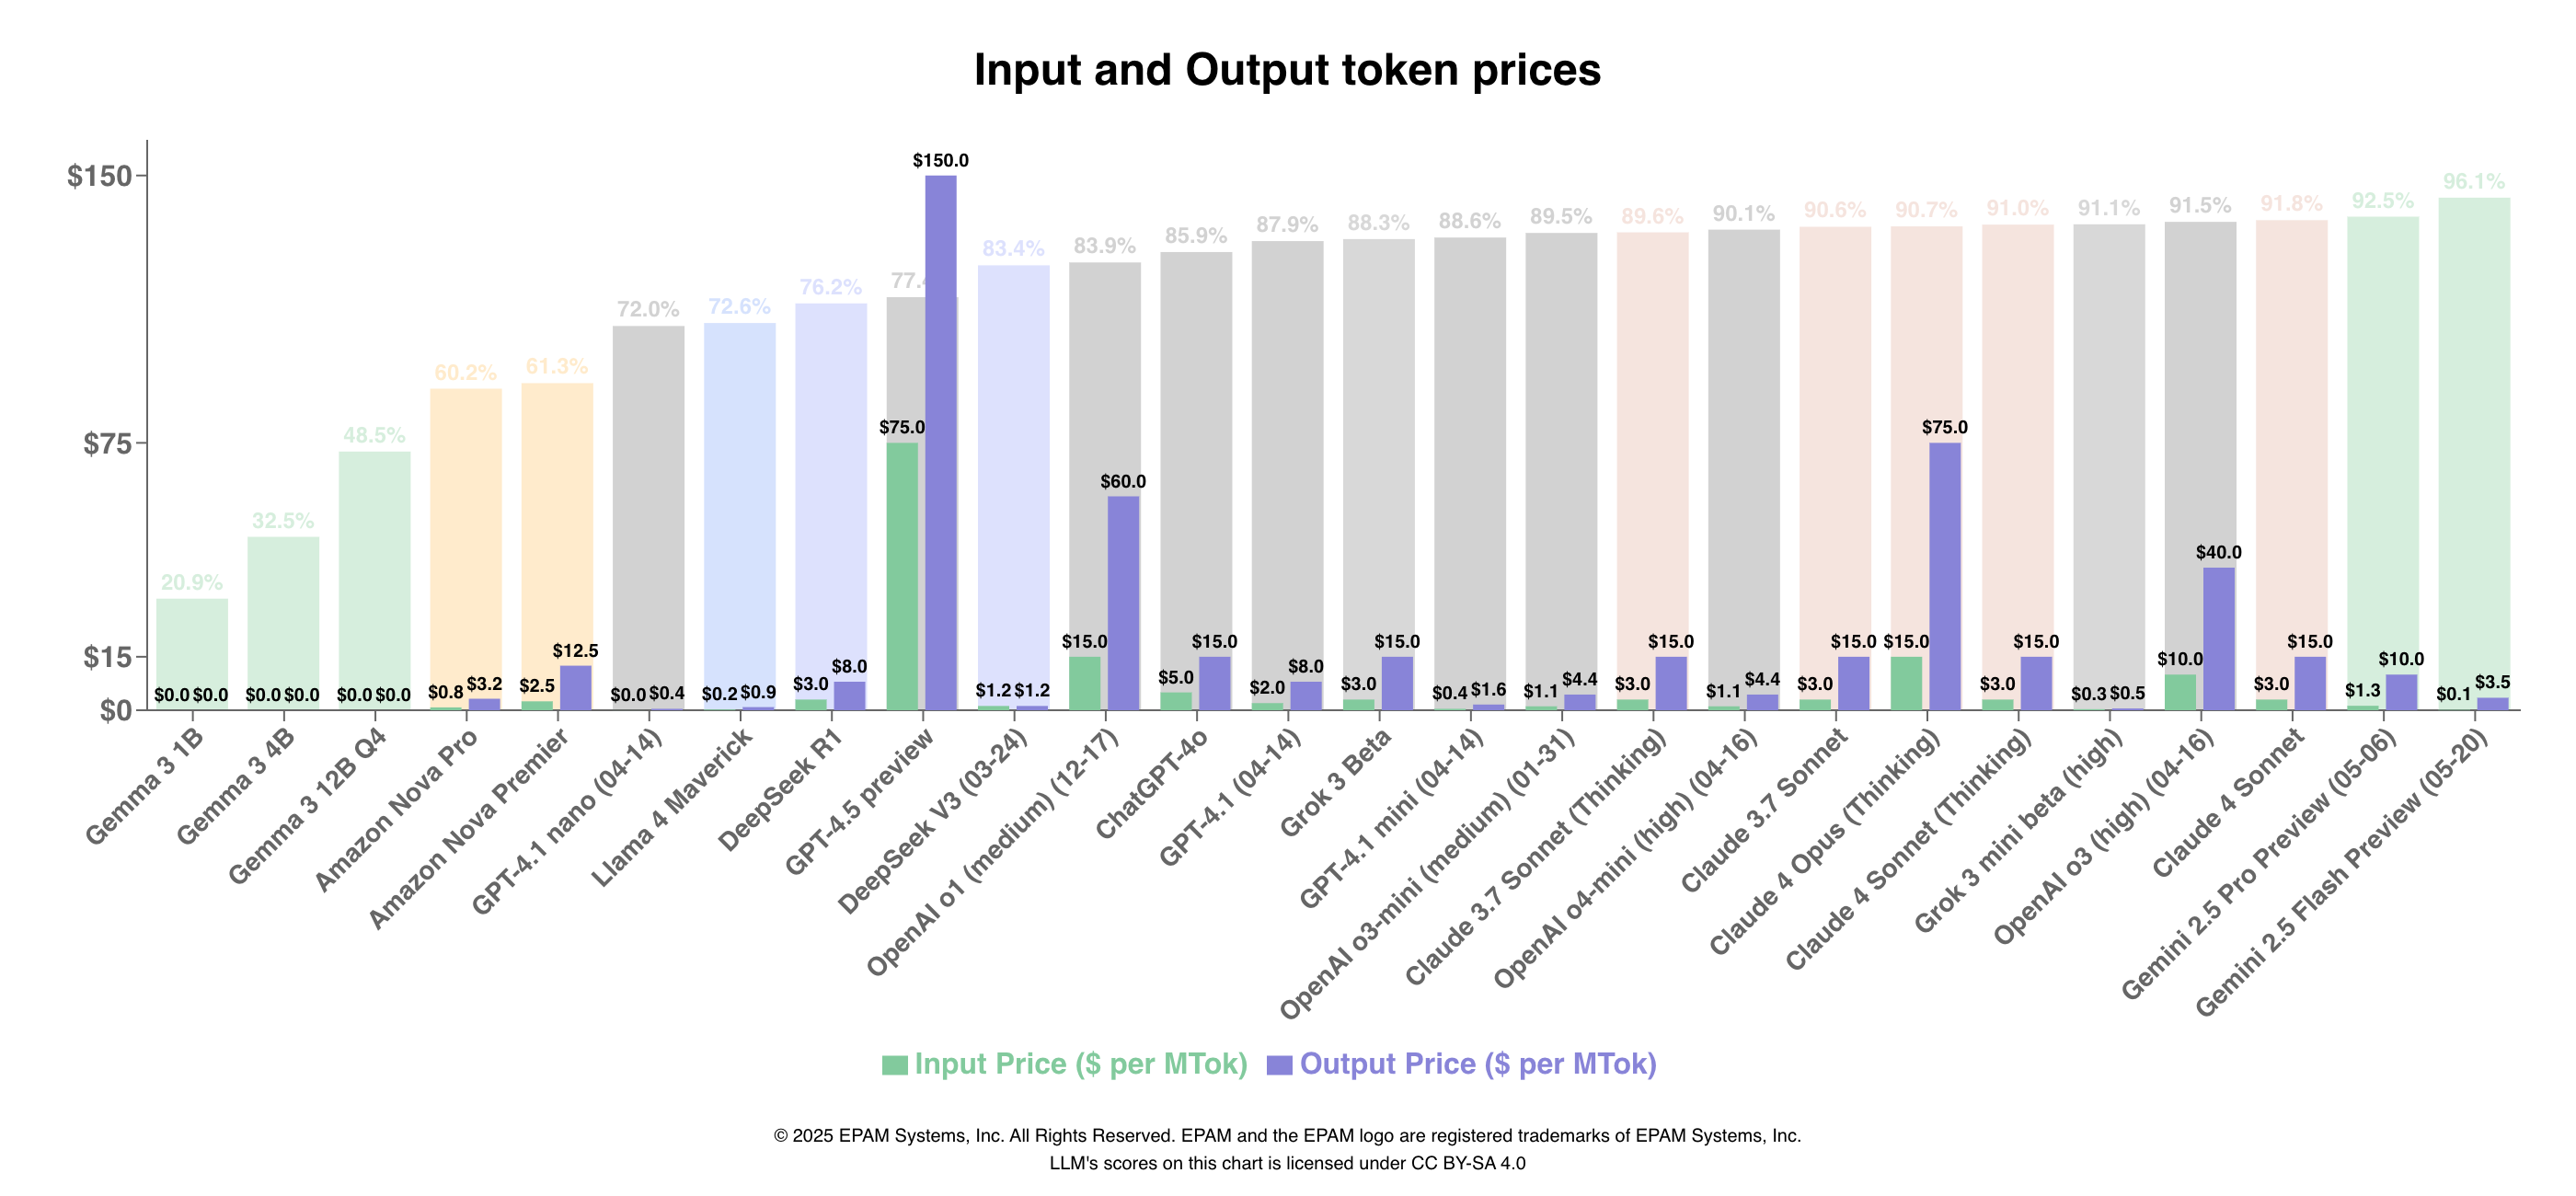 Input and Output token prices
$150
$75
$15
$0
20.9%
32.5%
48.5%
60.2%
61.3%
72.0%
72.6%
76.2%
77.4
83.4%
83.9%
85.9%
87.9%
88.3%
88.6%
89.5%
89.6%
90.1%
90.6%
90.7%
91.0%
91.1%
91.5%
91.8%
92.5%
96.1%
$0.0 $0.0
$0.0 $0.0
$0.0 $0.0
$0.8 $3.2
$2.5 $12.5
$0.0 $0.4
$0.2 $0.9
$3.0 $8.0
$75.0 $150.0
$1.2 $1.2
$15.0 $60.0
$5.0 $15.0
$2.0 $8.0
$3.0 $15.0
$0.4 $1.6
$1.1 $4.4
$3.0 $15.0
$1.1 $4.4
$3.0 $15.0
$15.0 $75.0
$3.0 $15.0
$0.3 $0.5
$10.0 $40.0
$3.0 $15.0
$1.3 $10.0
$0.1 $3.5
Gemma 3 1B
Gemma 3 4B
Gemma 3 12B Q4
Amazon Nova Pro
Amazon Nova Premier
GPT-4.1 nano (04-14)
Llama 4 Maverick
DeepSeek R1
GPT-4.5 preview
DeepSeek V3 (03-24)
OpenAI o1 (medium) (12-17)
ChatGPT-4o
GPT-4.1 (04-14)
Grok 3 Beta
GPT-4.1 mini (04-14)
OpenAI o3-mini (medium) (01-31)
Claude 3.7 Sonnet (Thinking)
OpenAI o4-mini (high) (04-16)
Claude 3.7 Sonnet
Claude 4 Opus (Thinking)
Claude 4 Sonnet (Thinking)
Grok 3 mini beta (high)
OpenAI o3 (high) (04-16)
Claude 4 Sonnet
Gemini 2.5 Pro Preview (05-06)
Gemini 2.5 Flash Preview (05-20)
Input Price ($ per MTok) Output Price ($ per MTok)
© 2025 EPAM Systems, Inc. All Rights Reserved. EPAM and the EPAM logo are registered trademarks of EPAM Systems, Inc.
LLM's scores on this chart is licensed under CC BY-SA 4.0